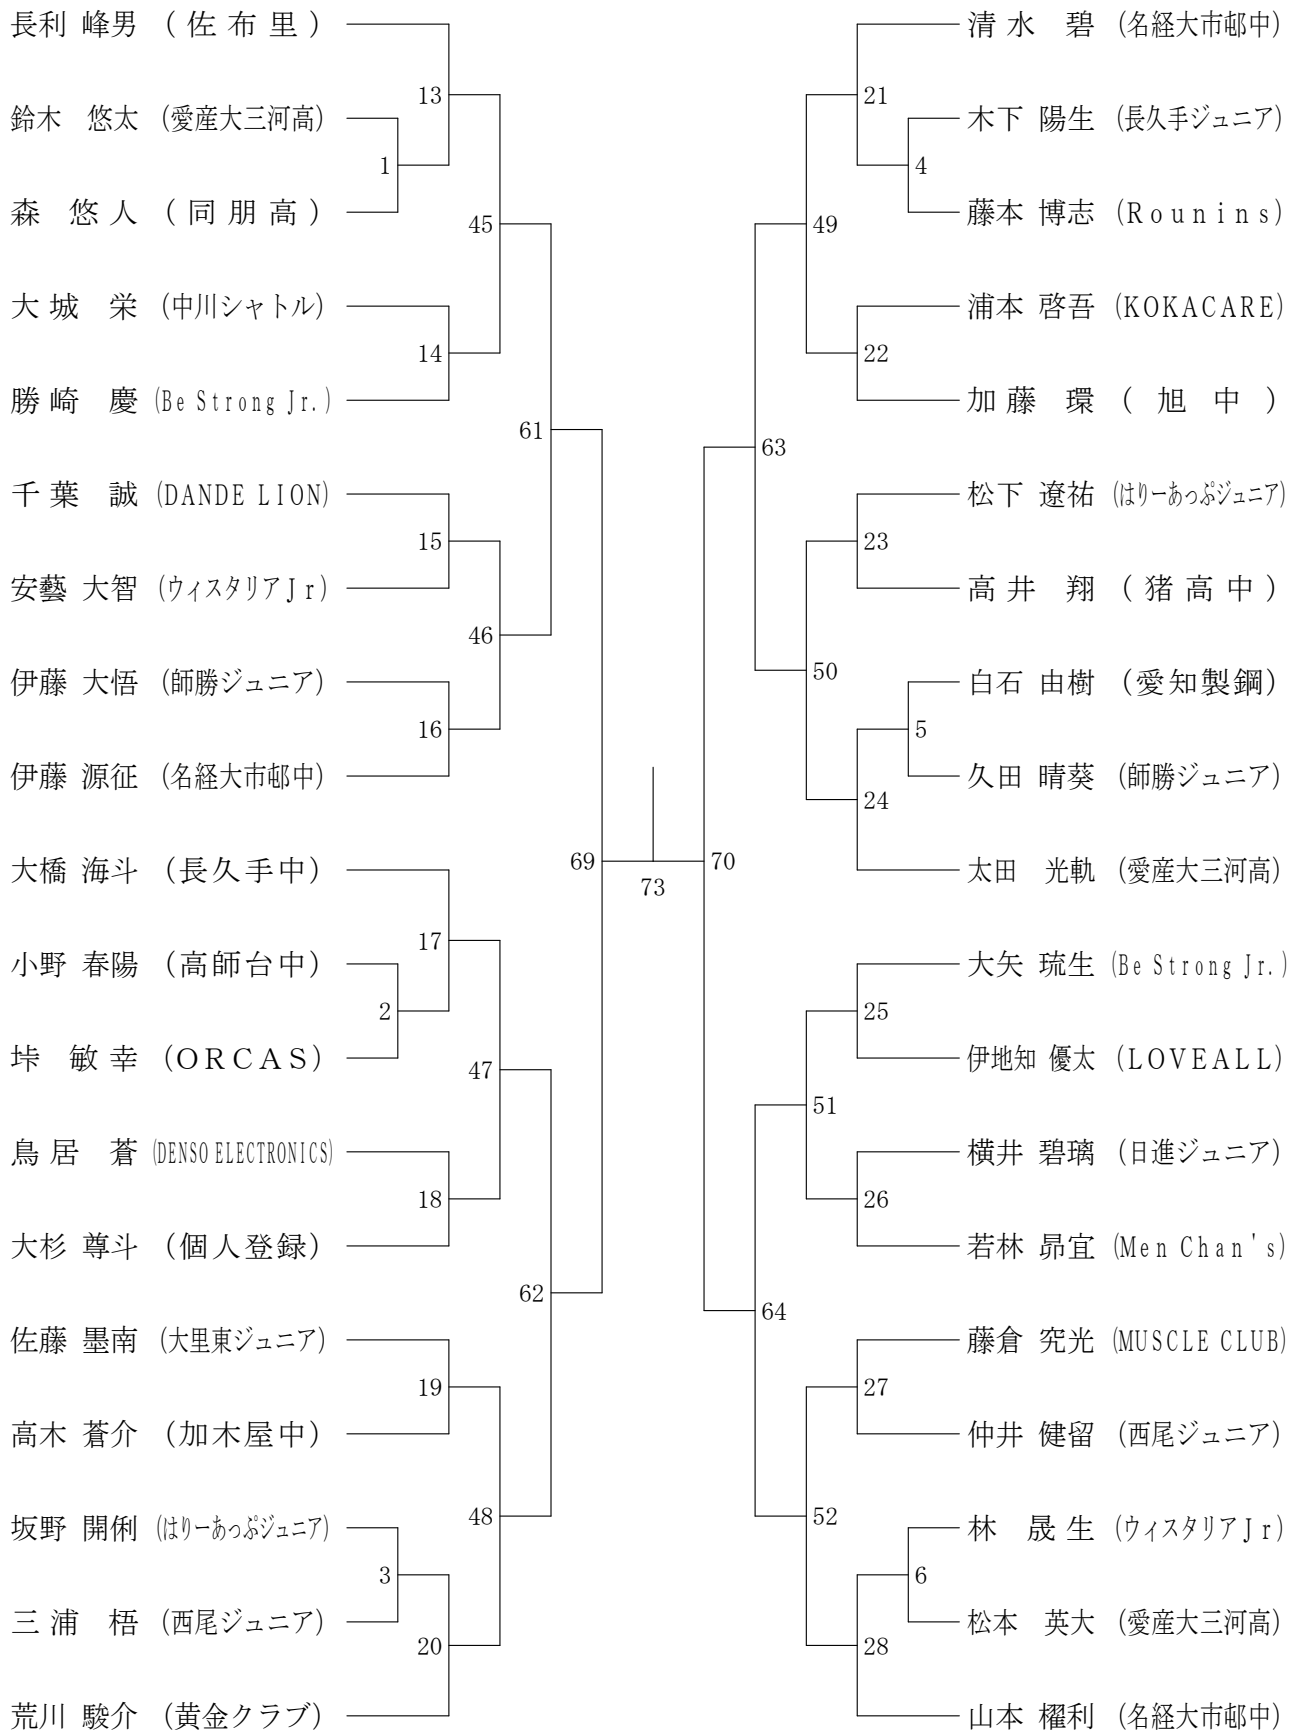 長利 峰男 (佐布里)
13
鈴木 悠太 (愛産大三河高)
1
森 悠人 (同朋高)
45
大城 栄 (中川シャトル)
14
勝崎 慶 (Be Strong Jr.)
61
千葉 誠 (DANDE LION)
15
安藝 大智 (ウィスタリアJr)
46
伊藤 大悟 (師勝ジュニア)
16
伊藤 源征 (名経大市邨中)
69
大橋 海斗 (長久手中)
17
小野 春陽 (高師台中)
2
垰 敏幸 (ORCAS)
47
鳥居 蒼 (DENSO ELECTRONICS)
18
大杉 尊斗 (個人登録)
62
佐藤 墨南 (大里東ジュニア)
19
高木 蒼介 (加木屋中)
48
坂野 開俐 (はりーあっぷジュニア)
3
三浦 梧 (西尾ジュニア)
20
荒川 駿介 (黄金クラブ)
73
清水 碧 (名経大市邨中)
21
木下 陽生 (長久手ジュニア)
4
藤本 博志 (Rounins)
49
浦本 啓吾 (KOKACARE)
22
加藤 環 (旭中)
63
松下 遼祐 (はりーあっぷジュニア)
23
高井 翔 (猪高中)
50
白石 由樹 (愛知製鋼)
5
久田 晴葵 (師勝ジュニア)
24
太田 光軌 (愛産大三河高)
70
大矢 琉生 (Be Strong Jr.)
25
伊地知 優太 (LOVEALL)
51
横井 碧璃 (日進ジュニア)
26
若林 昴宜 (Men Chan's)
64
藤倉 究光 (MUSCLE CLUB)
27
仲井 健留 (西尾ジュニア)
52
林 晟生 (ウィスタリアJr)
6
松本 英大 (愛産大三河高)
28
山本 櫂利 (名経大市邨中)